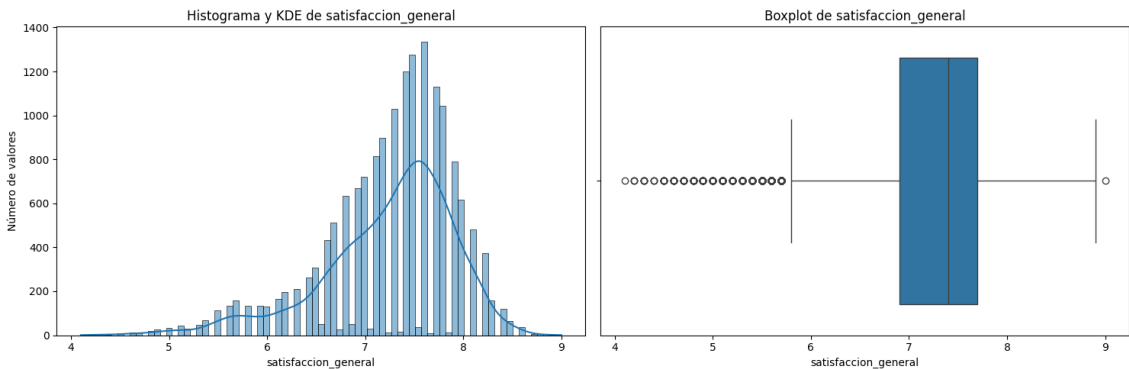 Histograma y KDE de satisfaccion_general
1400
1200
1000
800
600
400
200
0
Número de valores
4 5 6 7 8 9
satisfaccion_general
Boxplot de satisfaccion_general
4 5 6 7 8 9
satisfaccion_general